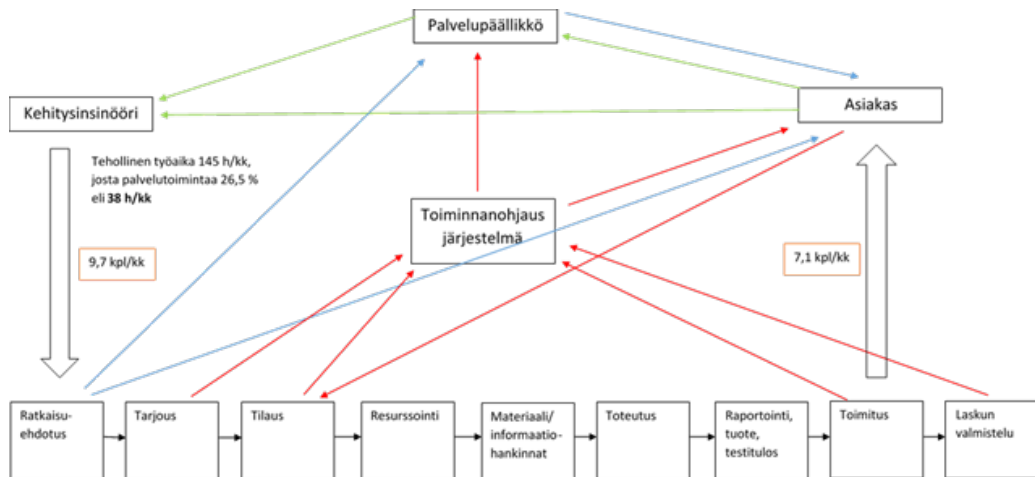 Palvelupäällikkö
Kehitysinsinööri
Asiakas
Tehollinen työaika 145 h/kk,
josta palvelutoimintaa 26,5 %
eli 38 h/kk
Toiminnanohjaus
järjestelmä
9,7 kpl/kk
7,1 kpl/kk
Ratkaisu-
ehdotus
Tarjous
Tilaus
Resurssointi
Materiaali/
informaatio-
hankinnat
Toteutus
Raportointi,
tuote,
testitulos
Toimitus
Laskun
valmistelu